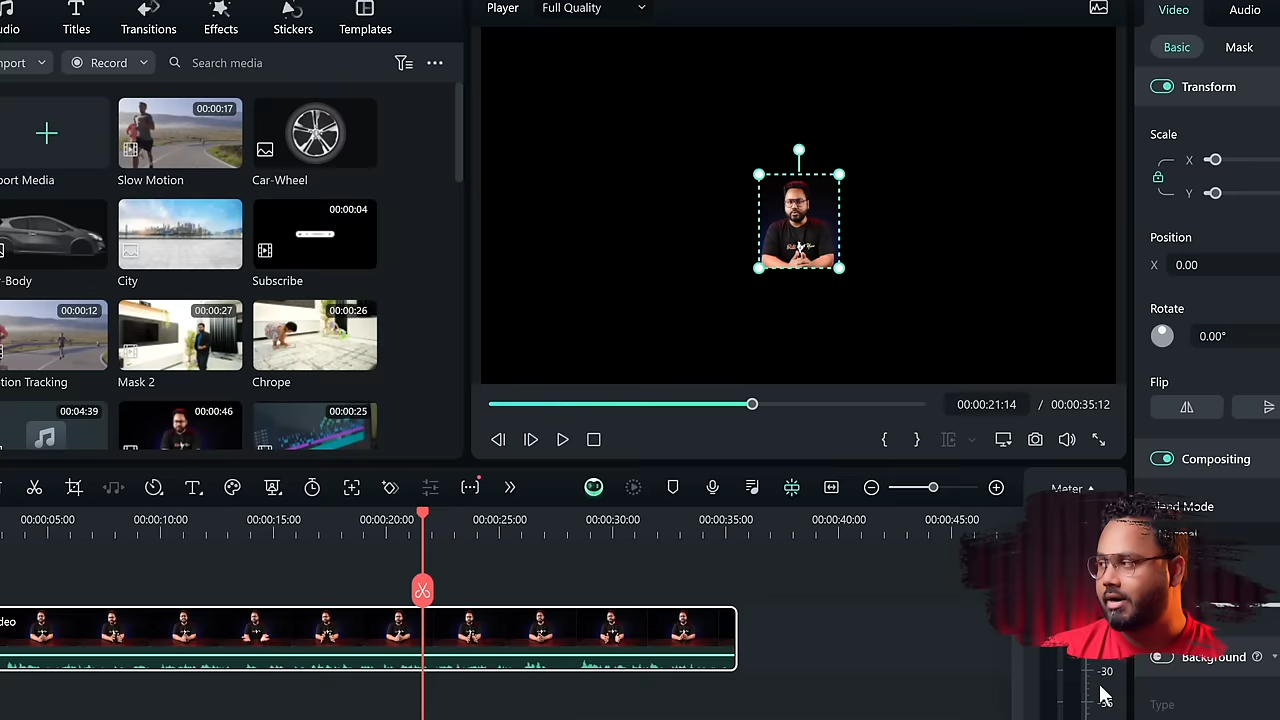 Player Full Quality Video Audio
udio Titles Transitions Effects Stickers Templates
nport Record Search media Basic Mask
Transform
00:00:17
port Media Slow Motion Car-Wheel
Scale
X
Y
00:00:04
-Body City Subscribe
Position
X 0.00
00:00:12 00:00:27 00:00:26
tion Tracking Mask 2 Chrope
Rotate
0.00°
Flip
00:04:39 00:00:46 00:00:25
00:00:21:14 / 00:00:35:12
Compositing
Meter
00:00:05:00 00:00:10:00 00:00:15:00 00:00:20:00 00:00:25:00 00:00:30:00 00:00:35:00 00:00:40:00 00:00:45:00
lend Mode
Normal
deo
Background
-30
Type